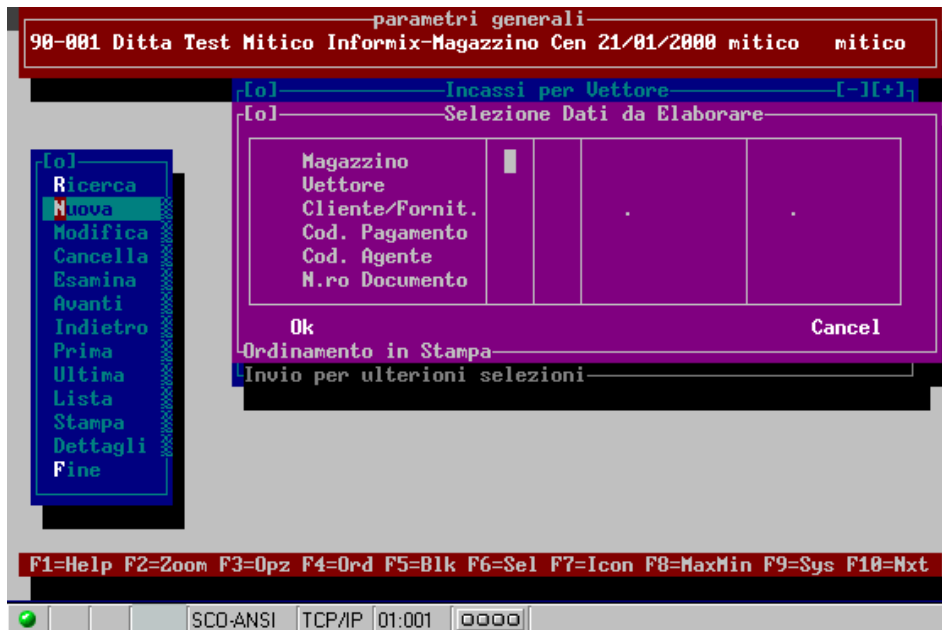 parametri generali
90-001 Ditta Test Mitico Informix-Magazzino Cen 21/01/2000 mitico mitico
[o] Incassi per Vettore [-][+]
[o] Selezione Dati da Elaborare
Magazzino
Vettore
Cliente/Fornit. . .
Cod. Pagamento
Cod. Agente
N.ro Documento
Ok Cancel
Ordinamento in Stampa
Invio per ulterioni selezioni
[o]
Ricerca
Nuova
Modifica
Cancella
Esamina
Avanti
Indietro
Prima
Ultima
Lista
Stampa
Dettagli
Fine
F1=Help F2=Zoom F3=Opz F4=Ord F5=Blk F6=Sel F7=Icon F8=MaxMin F9=Sys F10=Nxt
SCO-ANSI TCP/IP 01:001